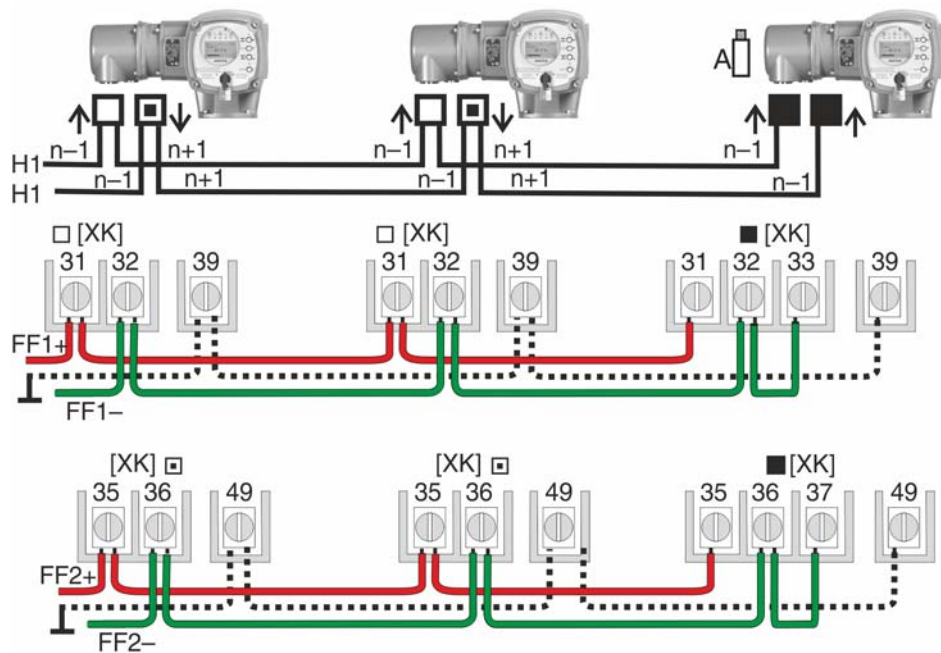 A
n–1 n+1 n–1 n+1 n–1
H1
n–1 n+1 n–1 n+1 n–1
H1
[XK] [XK] [XK]
31 32 39 31 32 39 31 32 33 39
FF1+
FF1–
[XK] [XK] [XK]
35 36 49 35 36 49 35 36 37 49
FF2+
FF2–